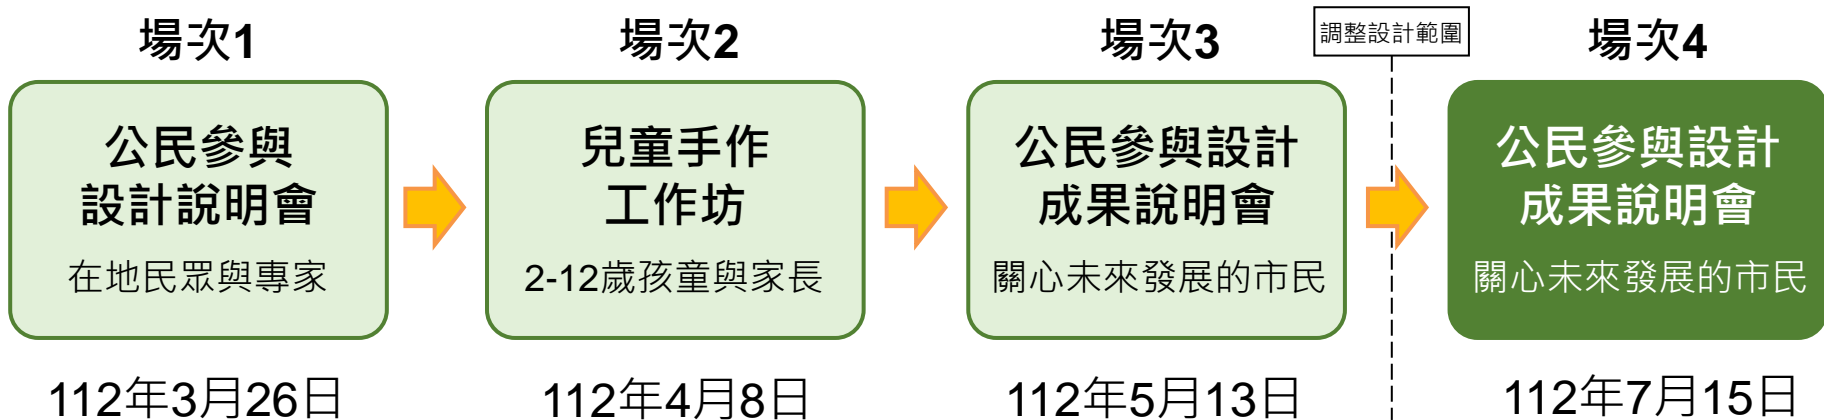 場次1
公民參與
設計說明會
在地民眾與專家
112年3月26日
場次2
兒童手作
工作坊
2-12歲孩童與家長
112年4月8日
場次3
公民參與設計
成果說明會
關心未來發展的市民
112年5月13日
調整設計範圍
場次4
公民參與設計
成果說明會
關心未來發展的市民
112年7月15日